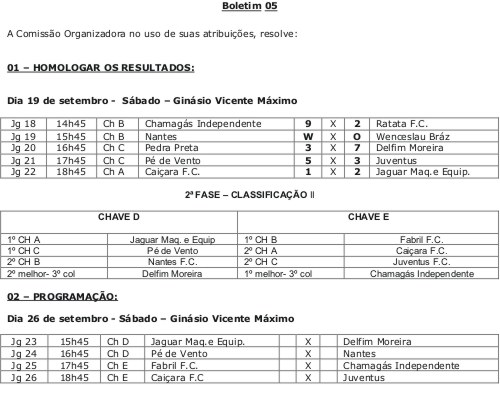 Boletim 05
A Comissão Organizadora no uso de suas atribuições, resolve:
01 – HOMOLOGAR OS RESULTADOS:
Dia 19 de setembro - Sábado – Ginásio Vicente Máximo
Jg 18 14h45 Ch B Chamagás Independente 9 X 2 Ratata F.C.
Jg 19 15h45 Ch B Nantes W X O Wenceslau Bráz
Jg 20 16h45 Ch C Pedra Preta 3 X 7 Delfim Moreira
Jg 21 17h45 Ch C Pé de Vento 5 X 3 Juventus
Jg 22 18h45 Ch A Caiçara F.C. 1 X 2 Jaguar Maq.e Equip.
2ª FASE – CLASSIFICAÇÃO II
CHAVE D CHAVE E
1º CH A Jaguar Maq. e Equip 1º CH B Fabril F.C.
1º CH C Pé de Vento 2º CH A Caiçara F.C.
2º CH B Nantes F.C. 2º CH C Juventus F.C.
2º melhor- 3º col Delfim Moreira 1º melhor- 3º col Chamagás Independente
02 – PROGRAMAÇÃO:
Dia 26 de setembro - Sábado – Ginásio Vicente Máximo
Jg 23 15h45 Ch D Jaguar Maq.e Equip. X Delfim Moreira
Jg 24 16h45 Ch D Pé de Vento X Nantes
Jg 25 17h45 Ch E Fabril F.C. X Chamagás Independente
Jg 26 18h45 Ch E Caiçara F.C X Juventus